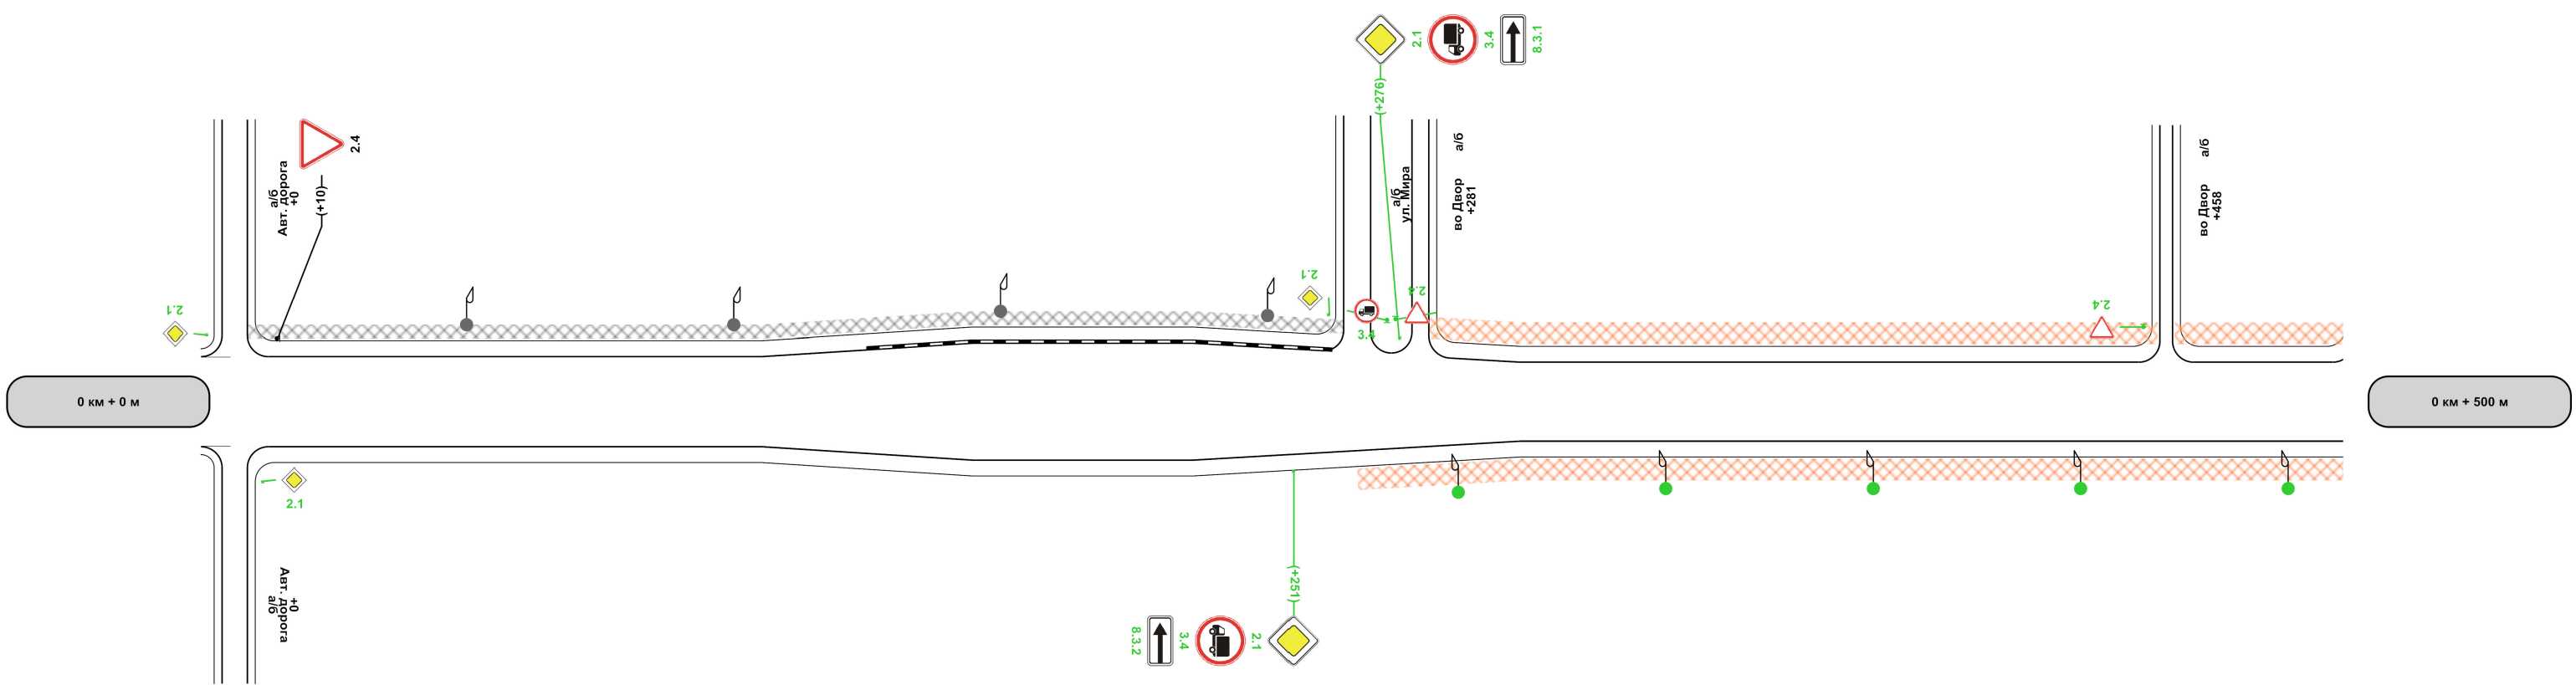 2.1
3.4
8.3.1
(+276)
2.4
а/б
Авт. дорога
+0
(+10)
а/б
ул. Мира
а/б
во Двор
+281
а/б
во Двор
+458
2.1
2.1
3.4
2.4
2.4
0 км + 0 м
0 км + 500 м
2.1
+0
Авт. дорога
а/б
(+251)
8.3.2
3.4
2.1